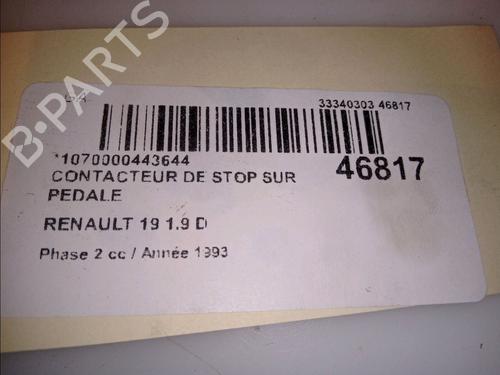 33340303 46817
*1070000443644
46817
CONTACTEUR DE STOP SUR
PEDALE
RENAULT 19 1.9 D
Phase 2 cc / Année 1993
B-PARTS